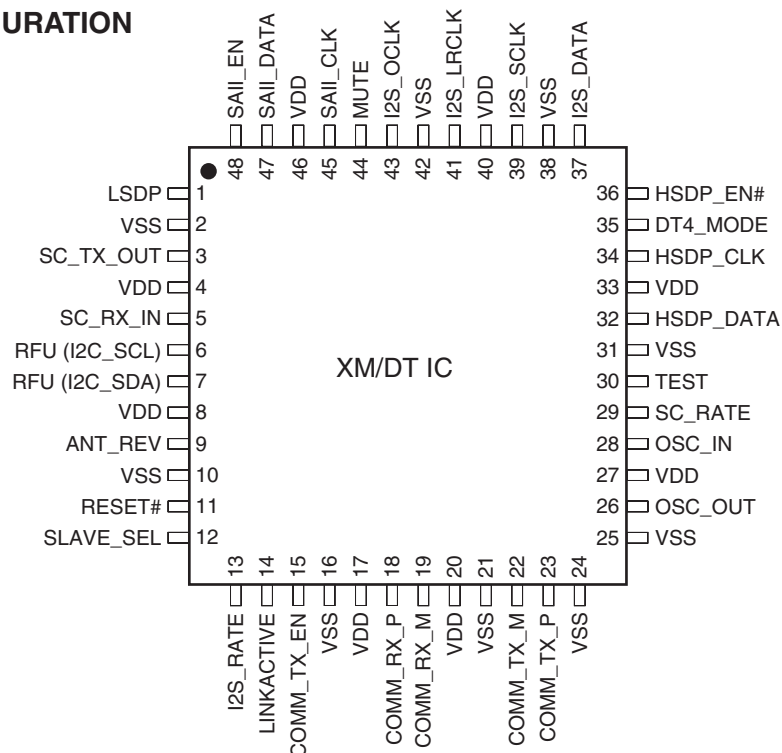 URATION
SAII_EN
SAII_DATA
VDD
SAII_CLK
MUTE
I2S_OCLK
VSS
I2S_LRCLK
VDD
I2S_SCLK
VSS
I2S_DATA
48 47 46 45 44 43 42 41 40 39 38 37
LSDP 1
VSS 2
SC_TX_OUT 3
VDD 4
SC_RX_IN 5
RFU (I2C_SCL) 6
RFU (I2C_SDA) 7
VDD 8
ANT_REV 9
VSS 10
RESET# 11
SLAVE_SEL 12
XM/DT IC
36 HSDP_EN#
35 DT4_MODE
34 HSDP_CLK
33 VDD
32 HSDP_DATA
31 VSS
30 TEST
29 SC_RATE
28 OSC_IN
27 VDD
26 OSC_OUT
25 VSS
13 14 15 16 17 18 19 20 21 22 23 24
I2S_RATE
LINKACTIVE
COMM_TX_EN
VSS
VDD
COMM_RX_P
COMM_RX_M
VDD
VSS
COMM_TX_M
COMM_TX_P
VSS